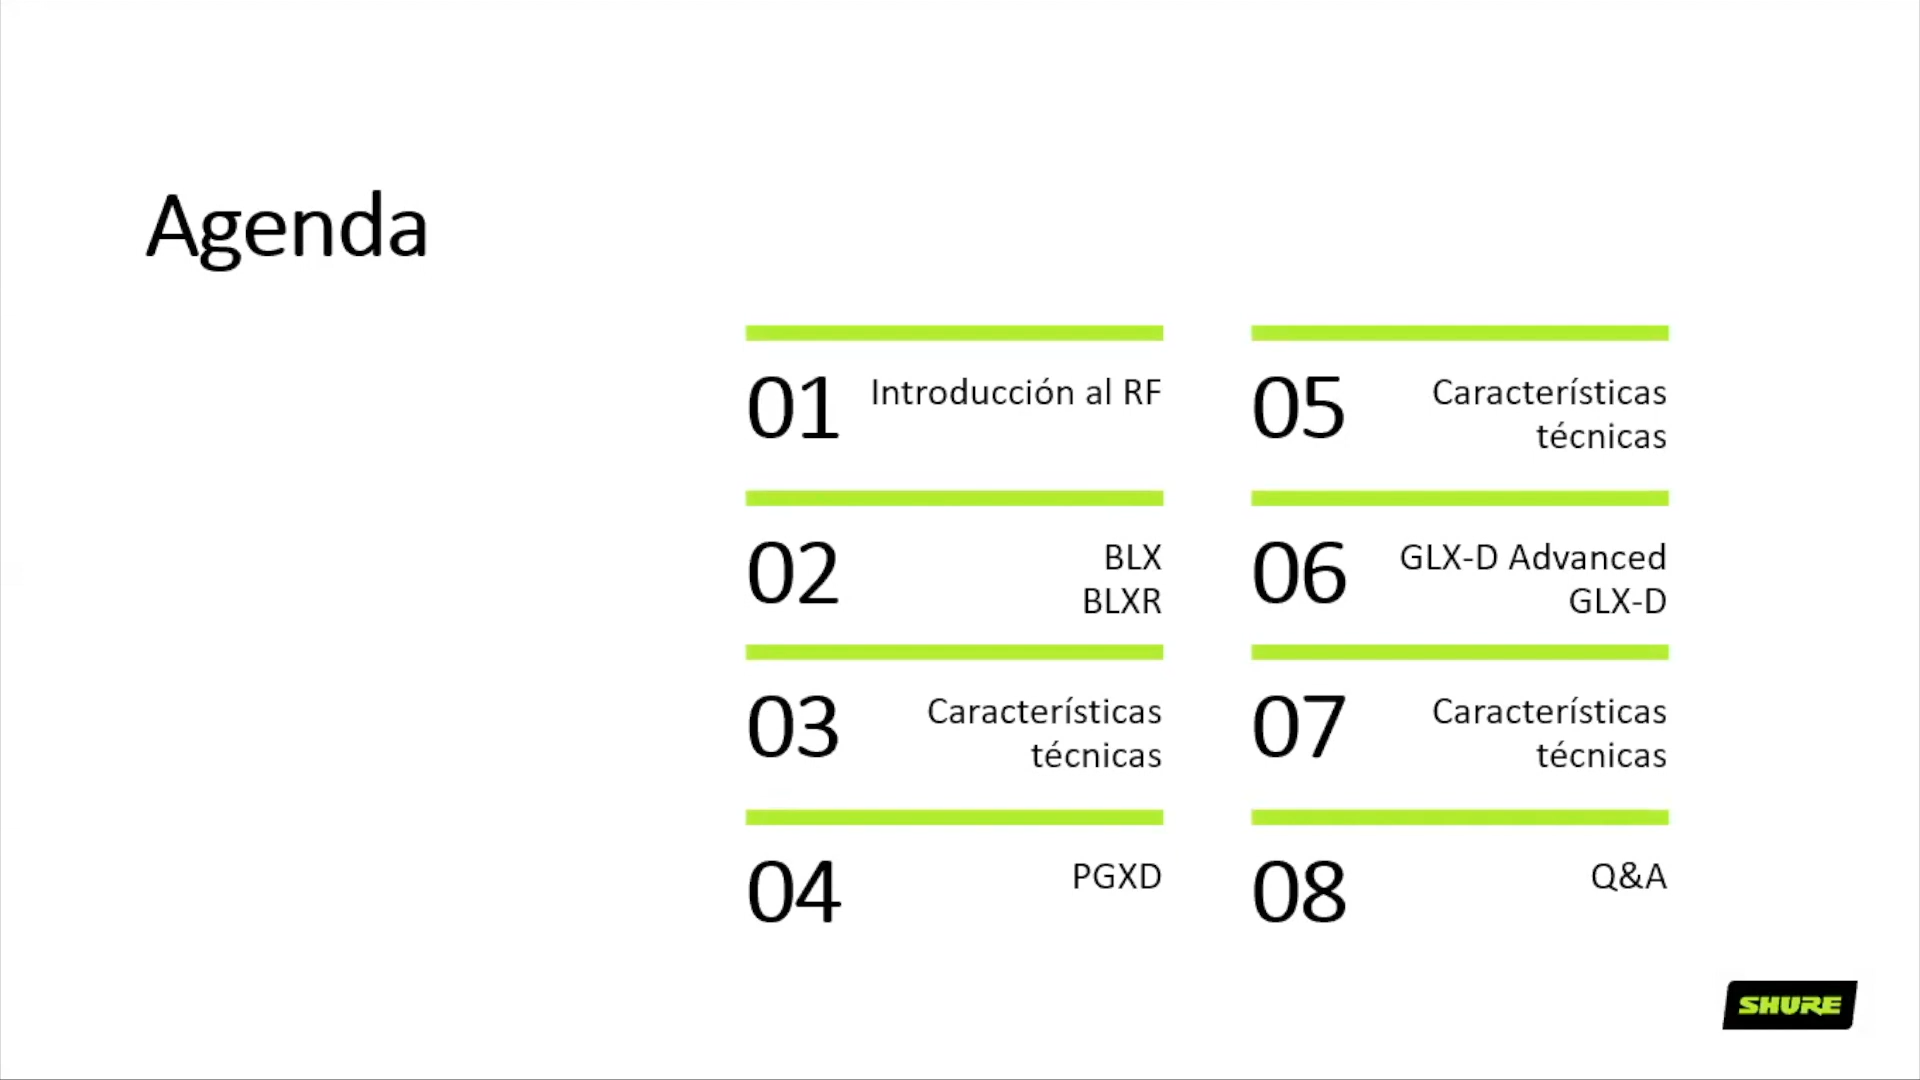 Agenda
01 Introducción al RF
02 BLX
BLXR
03 Características
técnicas
04 PGXD
05 Características
técnicas
06 GLX-D Advanced
GLX-D
07 Características
técnicas
08 Q&A
SHURE